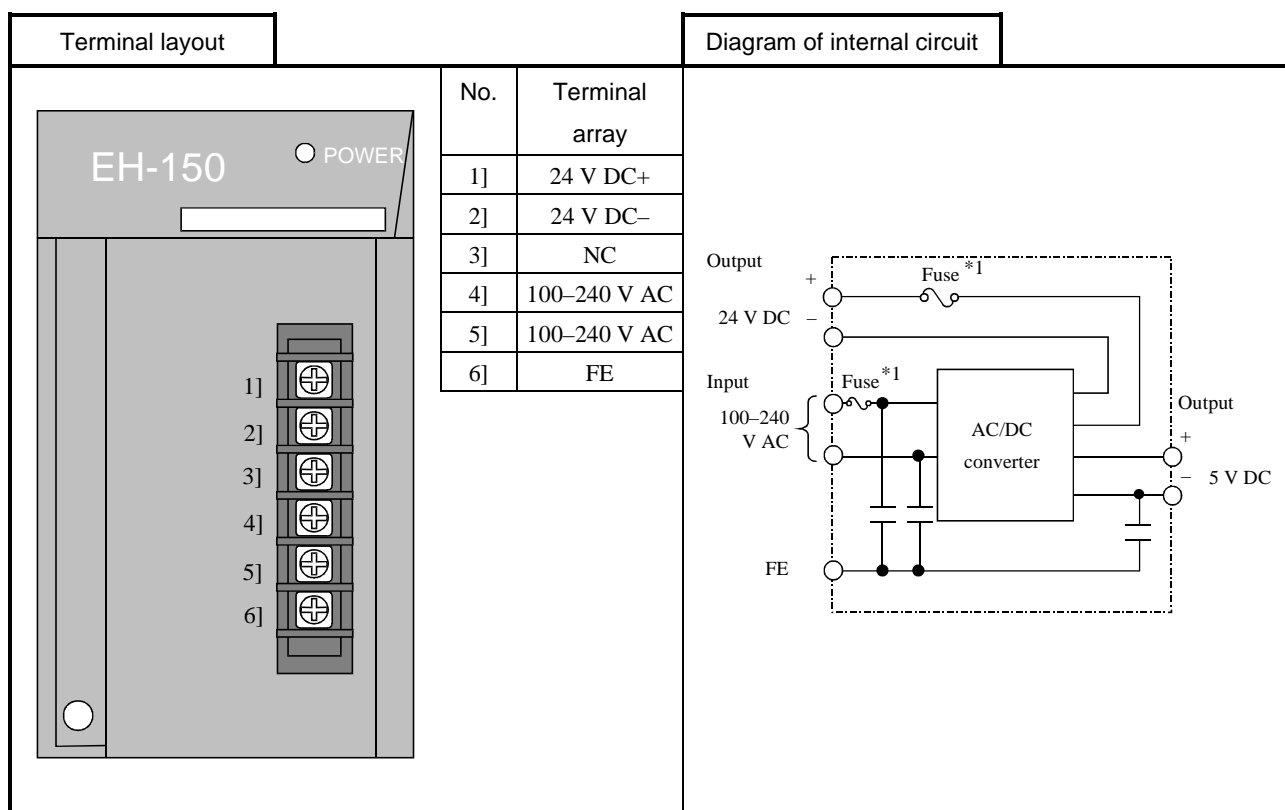 Terminal layout
Diagram of internal circuit
EH-150
POWER
1]
2]
3]
4]
5]
6]
No. Terminal
array
1] 24 V DC+
2] 24 V DC–
3] NC
4] 100–240 V AC
5] 100–240 V AC
6] FE
Output
+
Fuse *1
24 V DC –
Input
Fuse *1
100–240
V AC
AC/DC
converter
Output
+
– 5 V DC
FE